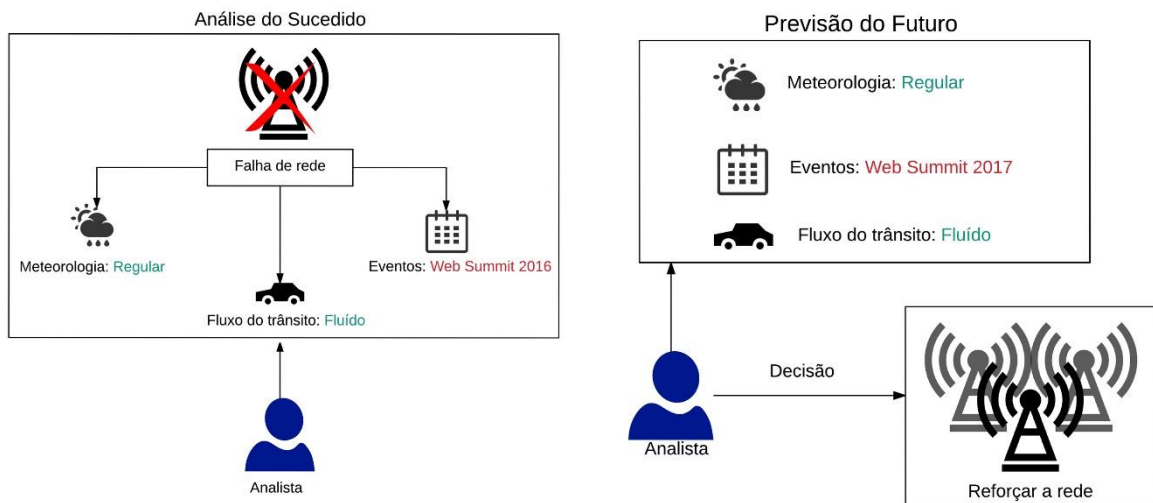 Análise do Sucedido
Falha de rede
Meteorologia: Regular
Eventos: Web Summit 2016
Fluxo do trânsito: Fluído
Analista
Previsão do Futuro
Meteorologia: Regular
Eventos: Web Summit 2017
Fluxo do trânsito: Fluído
Decisão
Analista
Reforçar a rede